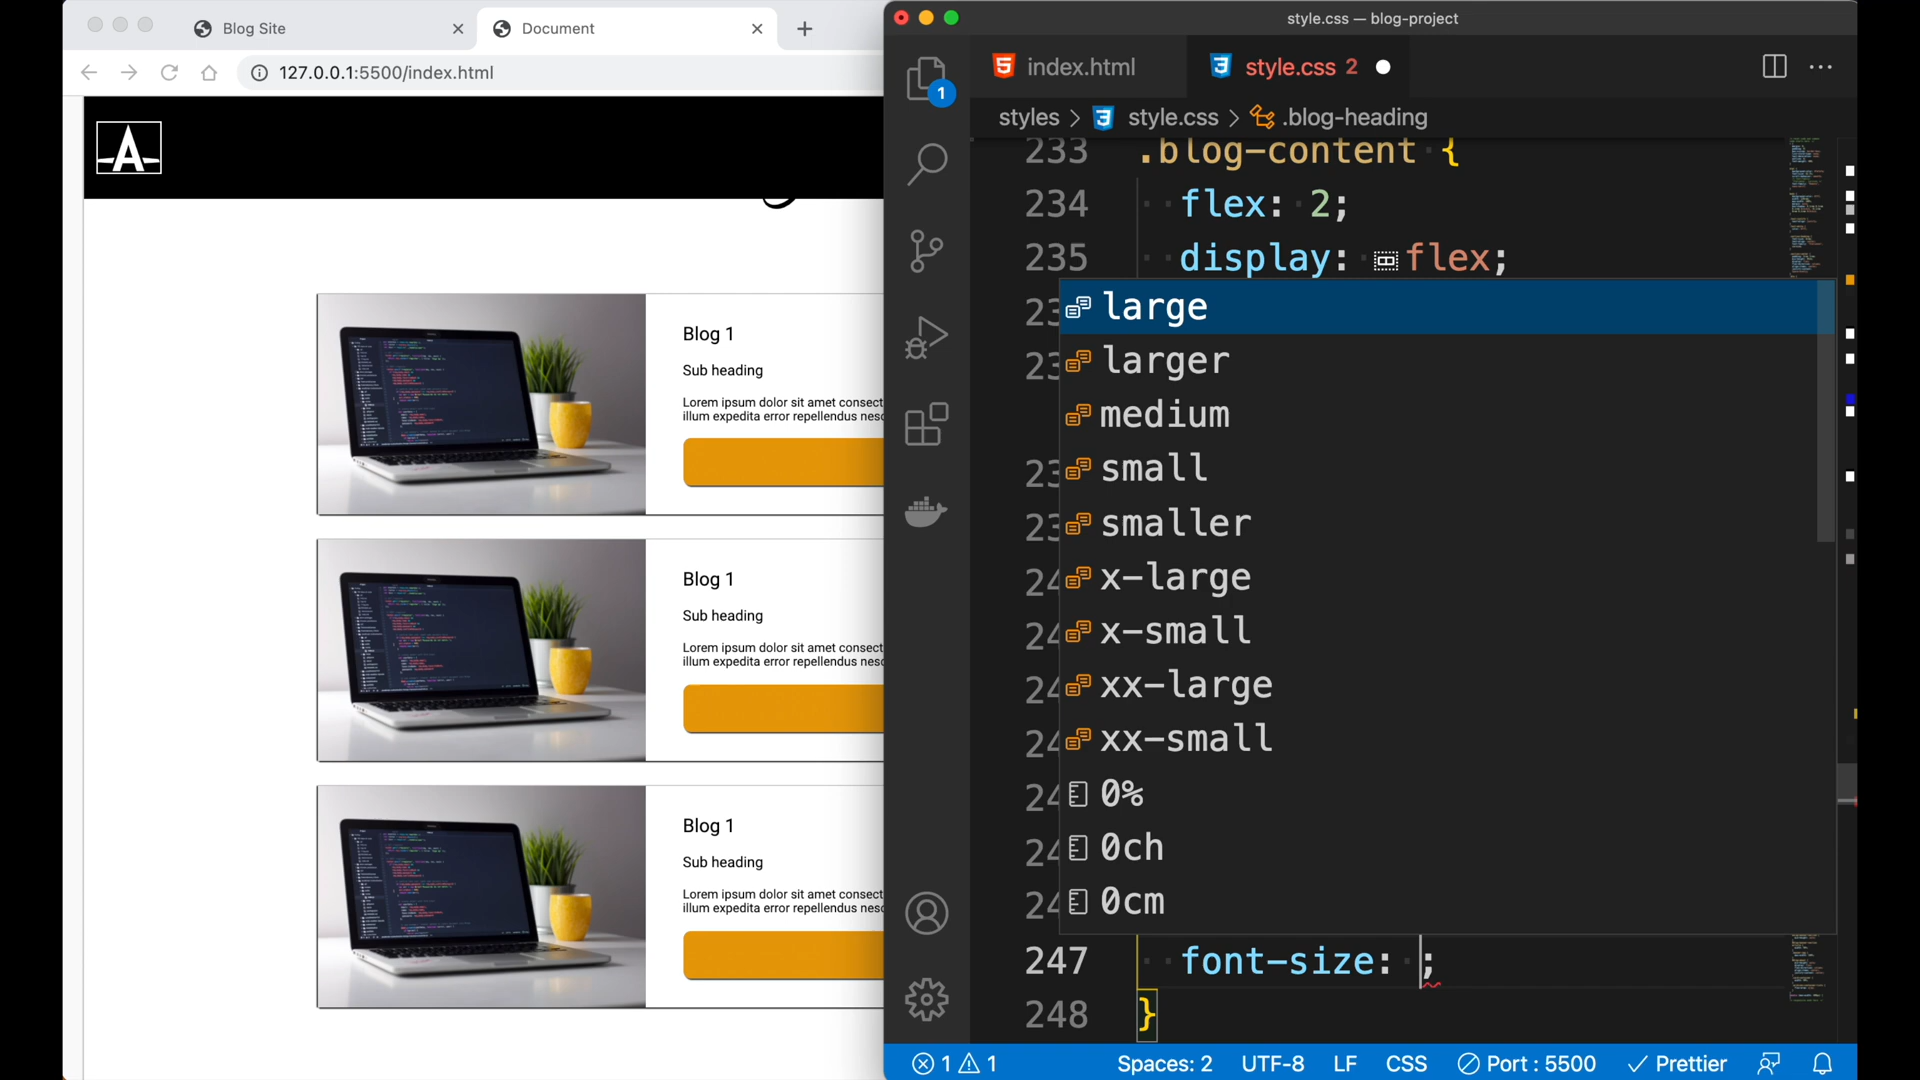 Blog Site
Document
127.0.0.1:5500/index.html
A
Blog 1
Sub heading
Lorem ipsum dolor sit amet consect
illum expedita error repellendus nesc
Blog 1
Sub heading
Lorem ipsum dolor sit amet consect
illum expedita error repellendus nesc
Blog 1
Sub heading
Lorem ipsum dolor sit amet consect
illum expedita error repellendus nesc
style.css — blog-project
index.html
style.css 2
1
styles > style.css > .blog-heading
233 .blog-content {
234 flex: 2;
235 display: flex;
large
larger
medium
small
smaller
x-large
x-small
xx-large
xx-small
0%
0ch
0cm
247 font-size: ;
248 }
1 1 Spaces: 2 UTF-8 LF CSS Port : 5500 Prettier